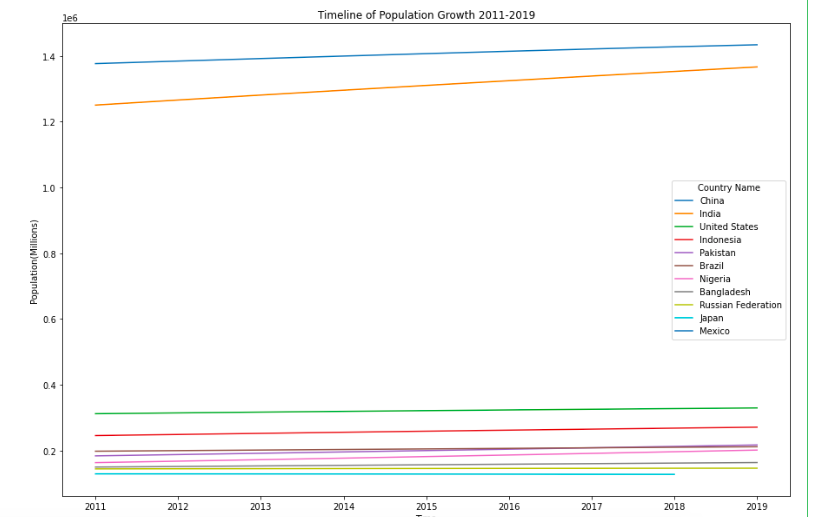 Timeline of Population Growth 2011-2019
1e6
1.4
1.2
1.0
0.8
0.6
0.4
0.2
Population(Millions)
Country Name
China
India
United States
Indonesia
Pakistan
Brazil
Nigeria
Bangladesh
Russian Federation
Japan
Mexico
2011 2012 2013 2014 2015 2016 2017 2018 2019